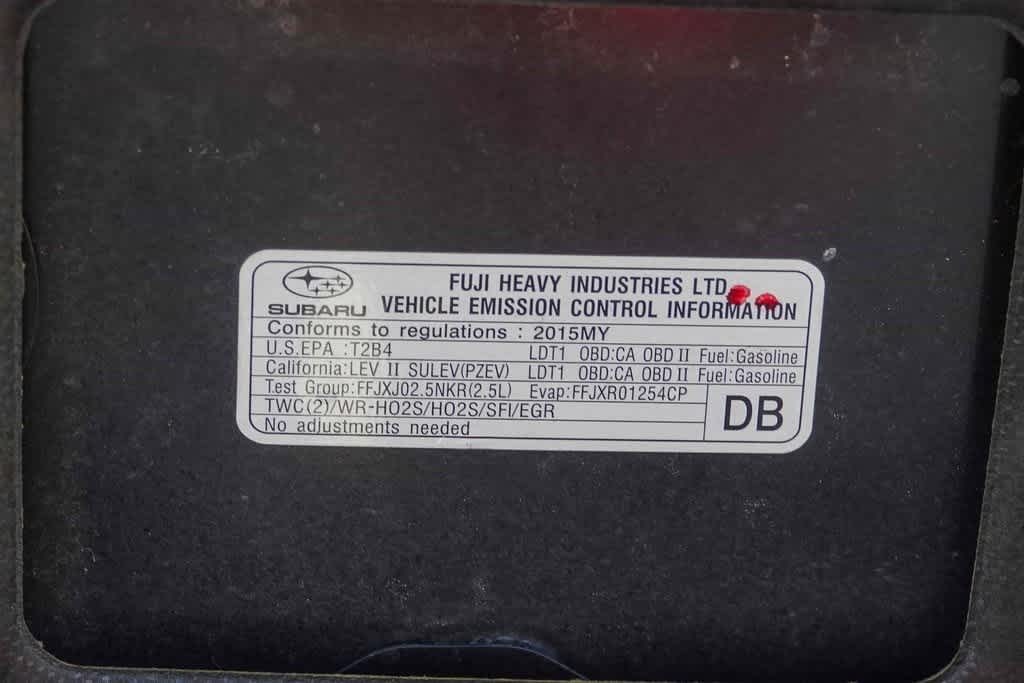 SUBARU
FUJI HEAVY INDUSTRIES LTD.
VEHICLE EMISSION CONTROL INFORMATION
Conforms to regulations : 2015MY
U.S.EPA :T2B4 LDT1 OBD:CA OBD II Fuel:Gasoline
California:LEV II SULEV(PZEV) LDT1 OBD:CA OBD II Fuel:Gasoline
Test Group:FFJXJ02.5NKR(2.5L) Evap:FFJXR01254CP
TWC(2)/WR-HO2S/HO2S/SFI/EGR
No adjustments needed
DB